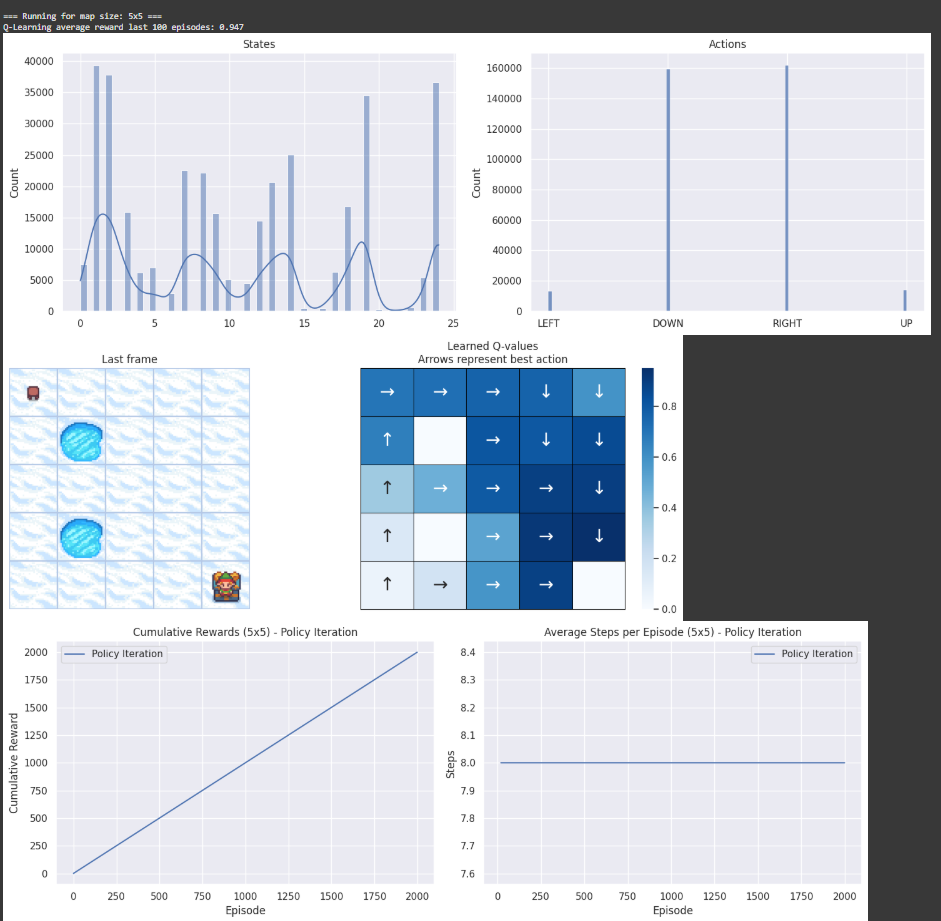 === Running for map size: 5x5 ===
Q-Learning average reward last 100 episodes: 0.947
States
40000
35000
30000
25000
20000
15000
10000
5000
0
Count
0 5 10 15 20 25
Actions
160000
140000
120000
100000
80000
60000
40000
20000
0
Count
LEFT DOWN RIGHT UP
Last frame
Learned Q-values
Arrows represent best action
→ → → ↓ ↓
↑ → ↓ ↓
↑ → → → ↓
↑ → → ↓
↑ → → →
0.8
0.6
0.4
0.2
0.0
Cumulative Rewards (5x5) - Policy Iteration
Policy Iteration
2000
1750
1500
1250
1000
750
500
250
0
Cumulative Reward
0 250 500 750 1000 1250 1500 1750 2000
Episode
Average Steps per Episode (5x5) - Policy Iteration
Policy Iteration
8.4
8.3
8.2
8.1
8.0
7.9
7.8
7.7
7.6
Steps
0 250 500 750 1000 1250 1500 1750 2000
Episode